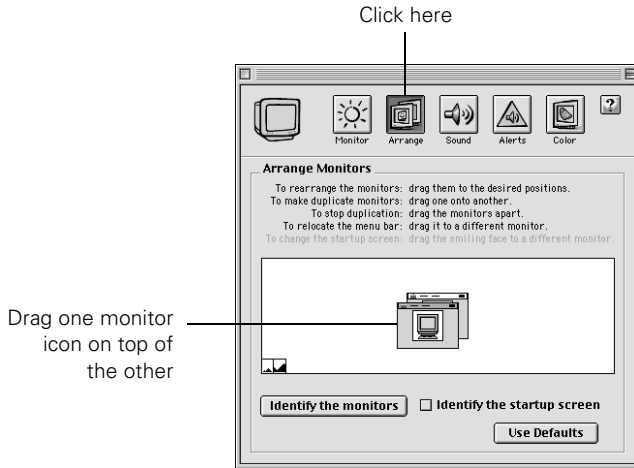 Click here
?
Monitor Arrange Sound Alerts Color
Arrange Monitors
To rearrange the monitors: drag them to the desired positions.
To make duplicate monitors: drag one onto another.
To stop duplication: drag the monitors apart.
To relocate the menu bar: drag it to a different monitor.
To change the startup screen: drag the smiling face to a different monitor.
Drag one monitor
icon on top of
the other
Identify the monitors Identify the startup screen
Use Defaults